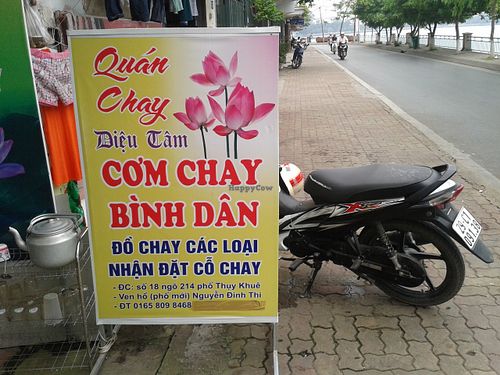 Quán
Chay
Diệu Tâm
CƠM CHAY
BÌNH DÂN
ĐỒ CHAY CÁC LOẠI
NHẬN ĐẶT CỖ CHAY
- ĐC: số 18 ngõ 214 phố Thụy Khuê
- Ven hồ (phố mới) Nguyễn Đình Thi
- ĐT 0165 809 8468
HappyCow